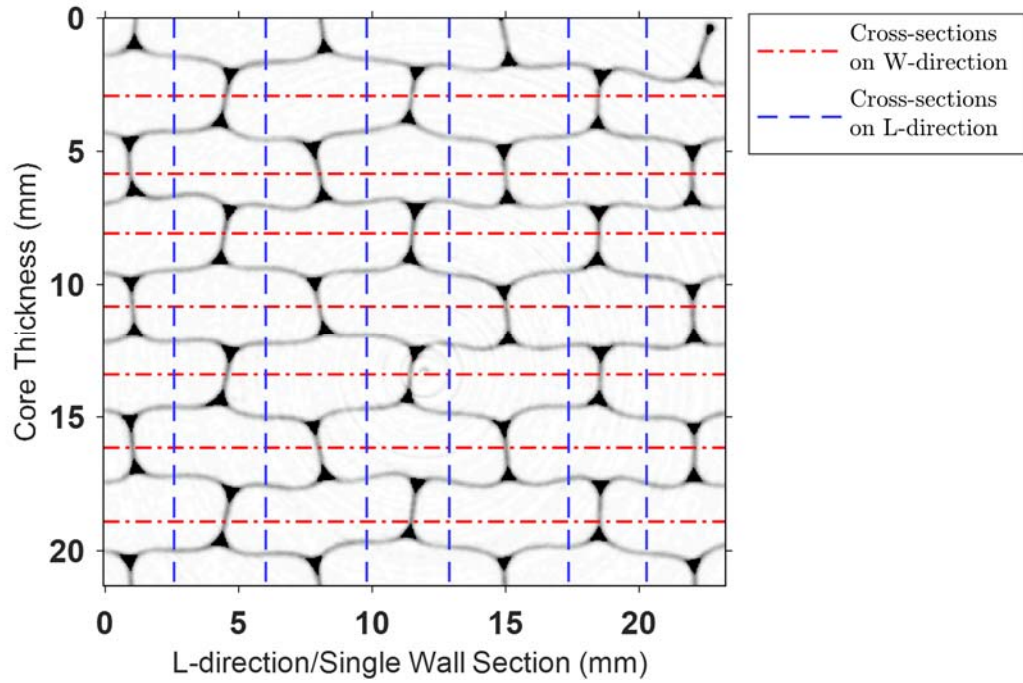 0
5
10
15
20
Core Thickness (mm)
0 5 10 15 20
L-direction/Single Wall Section (mm)
Cross-sections
on W-direction
Cross-sections
on L-direction